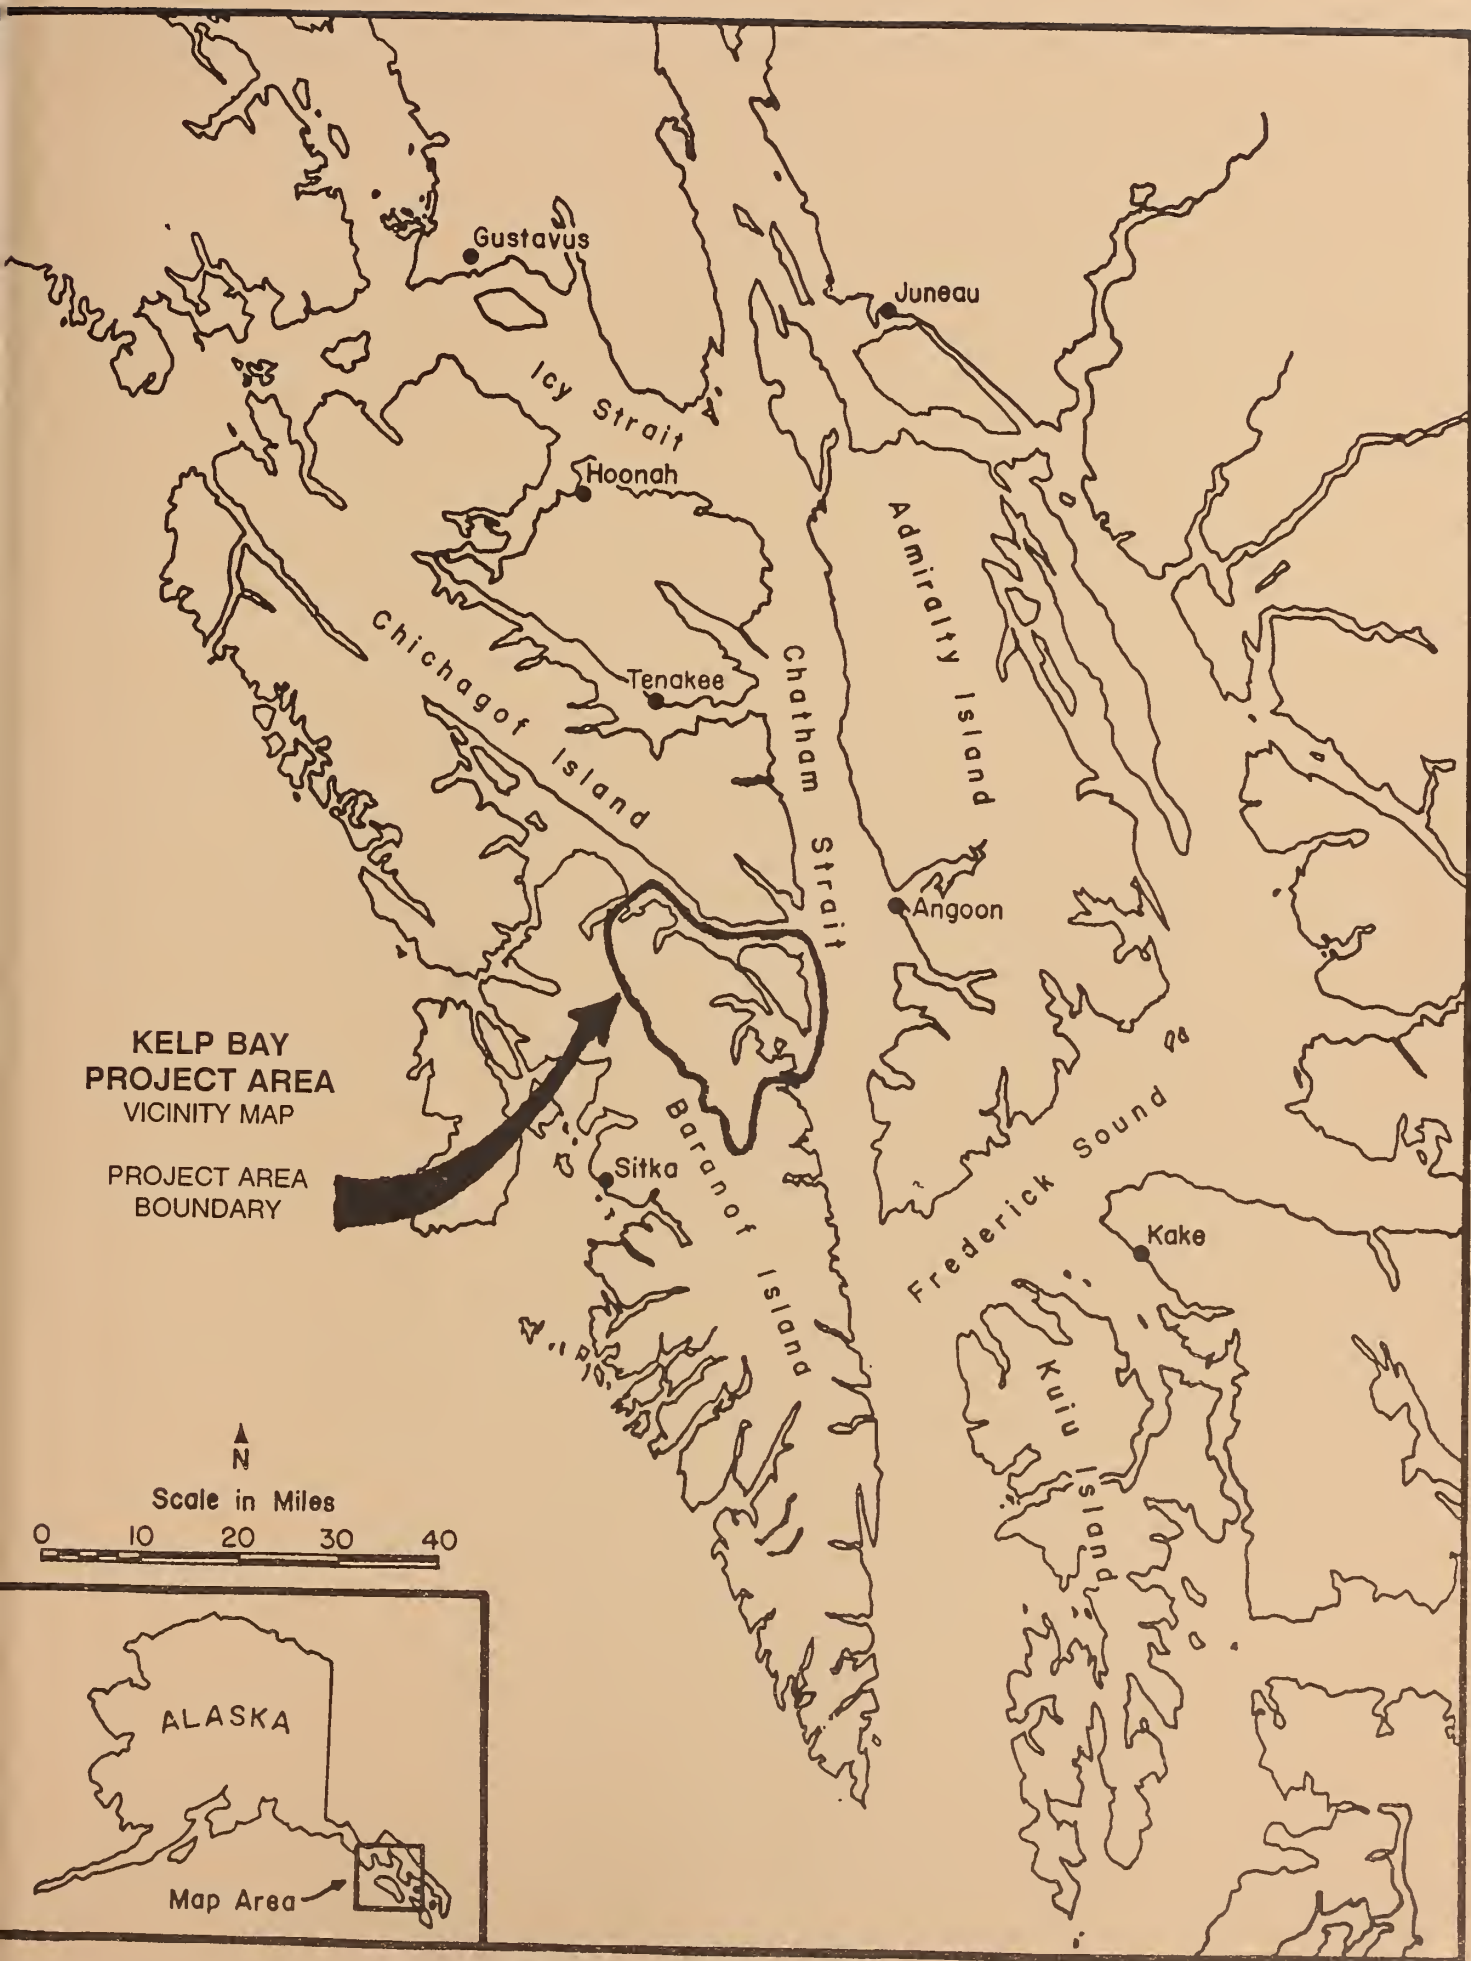 Gustavus
Juneau
Icy Strait
Hoonah
Admiralty Island
Chichagof Island
Chatham Strait
Tenakee
Angoon
KELP BAY
PROJECT AREA
VICINITY MAP
PROJECT AREA
BOUNDARY
Baranof Island
Sitka
Frederick Sound
Kake
Kuiu Island
N
Scale in Miles
0 10 20 30 40
ALASKA
Map Area